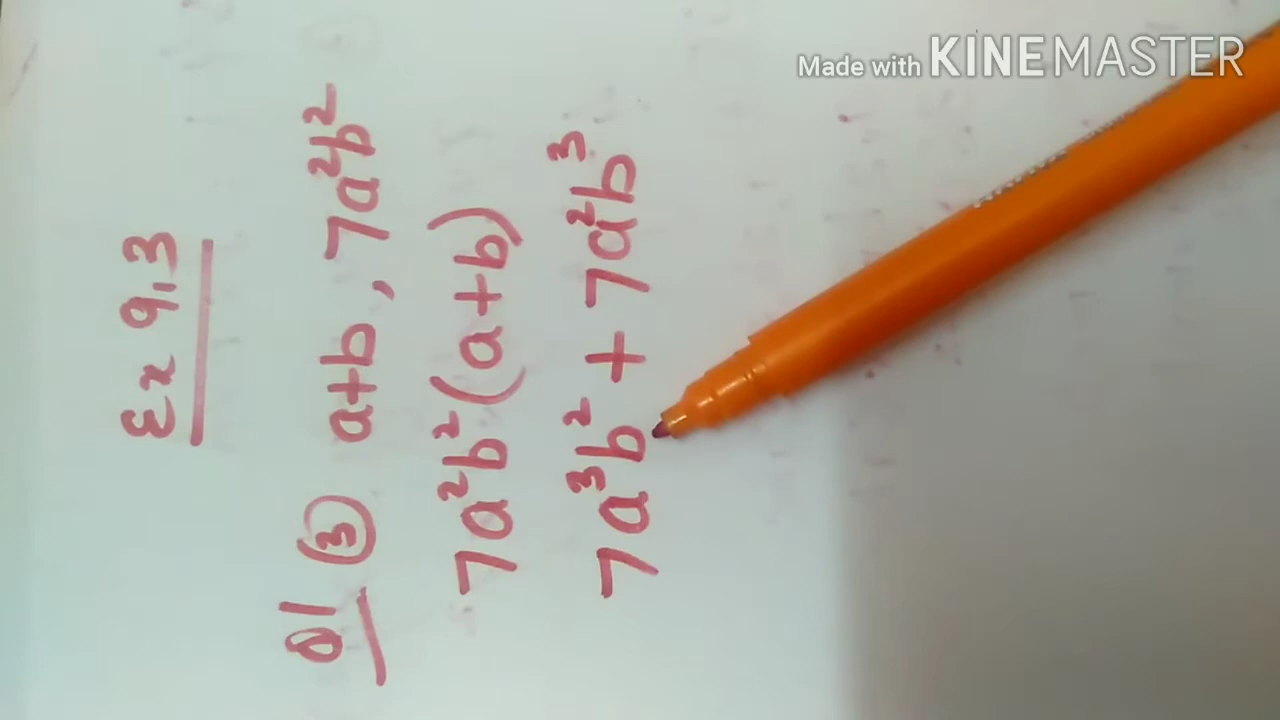 Made with KINEMASTER
Ex 9.3
Q1 ③ a+b, 7a²b²
7a²b²(a+b)
7a³b² + 7a²b³